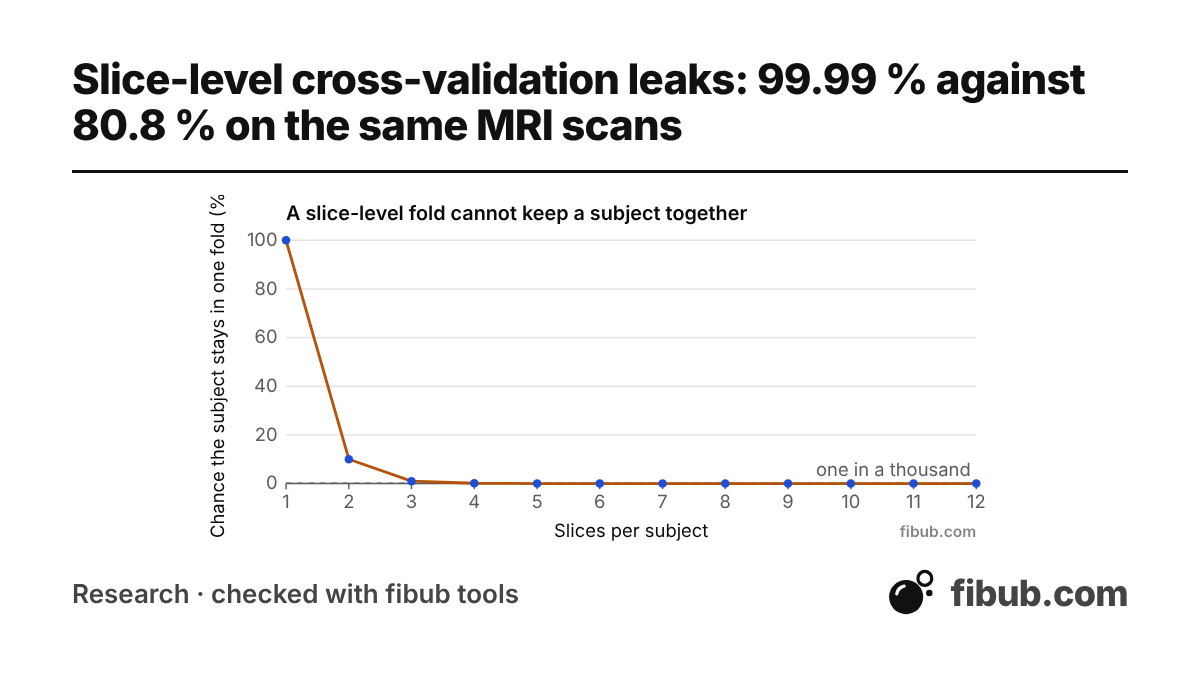 Slice-level cross-validation leaks: 99.99 % against
80.8 % on the same MRI scans
A slice-level fold cannot keep a subject together
Chance the subject stays in one fold (%
100
80
60
40
20
0
one in a thousand
1 2 3 4 5 6 7 8 9 10 11 12
Slices per subject
fibub.com
Research · checked with fibub tools
fibub.com